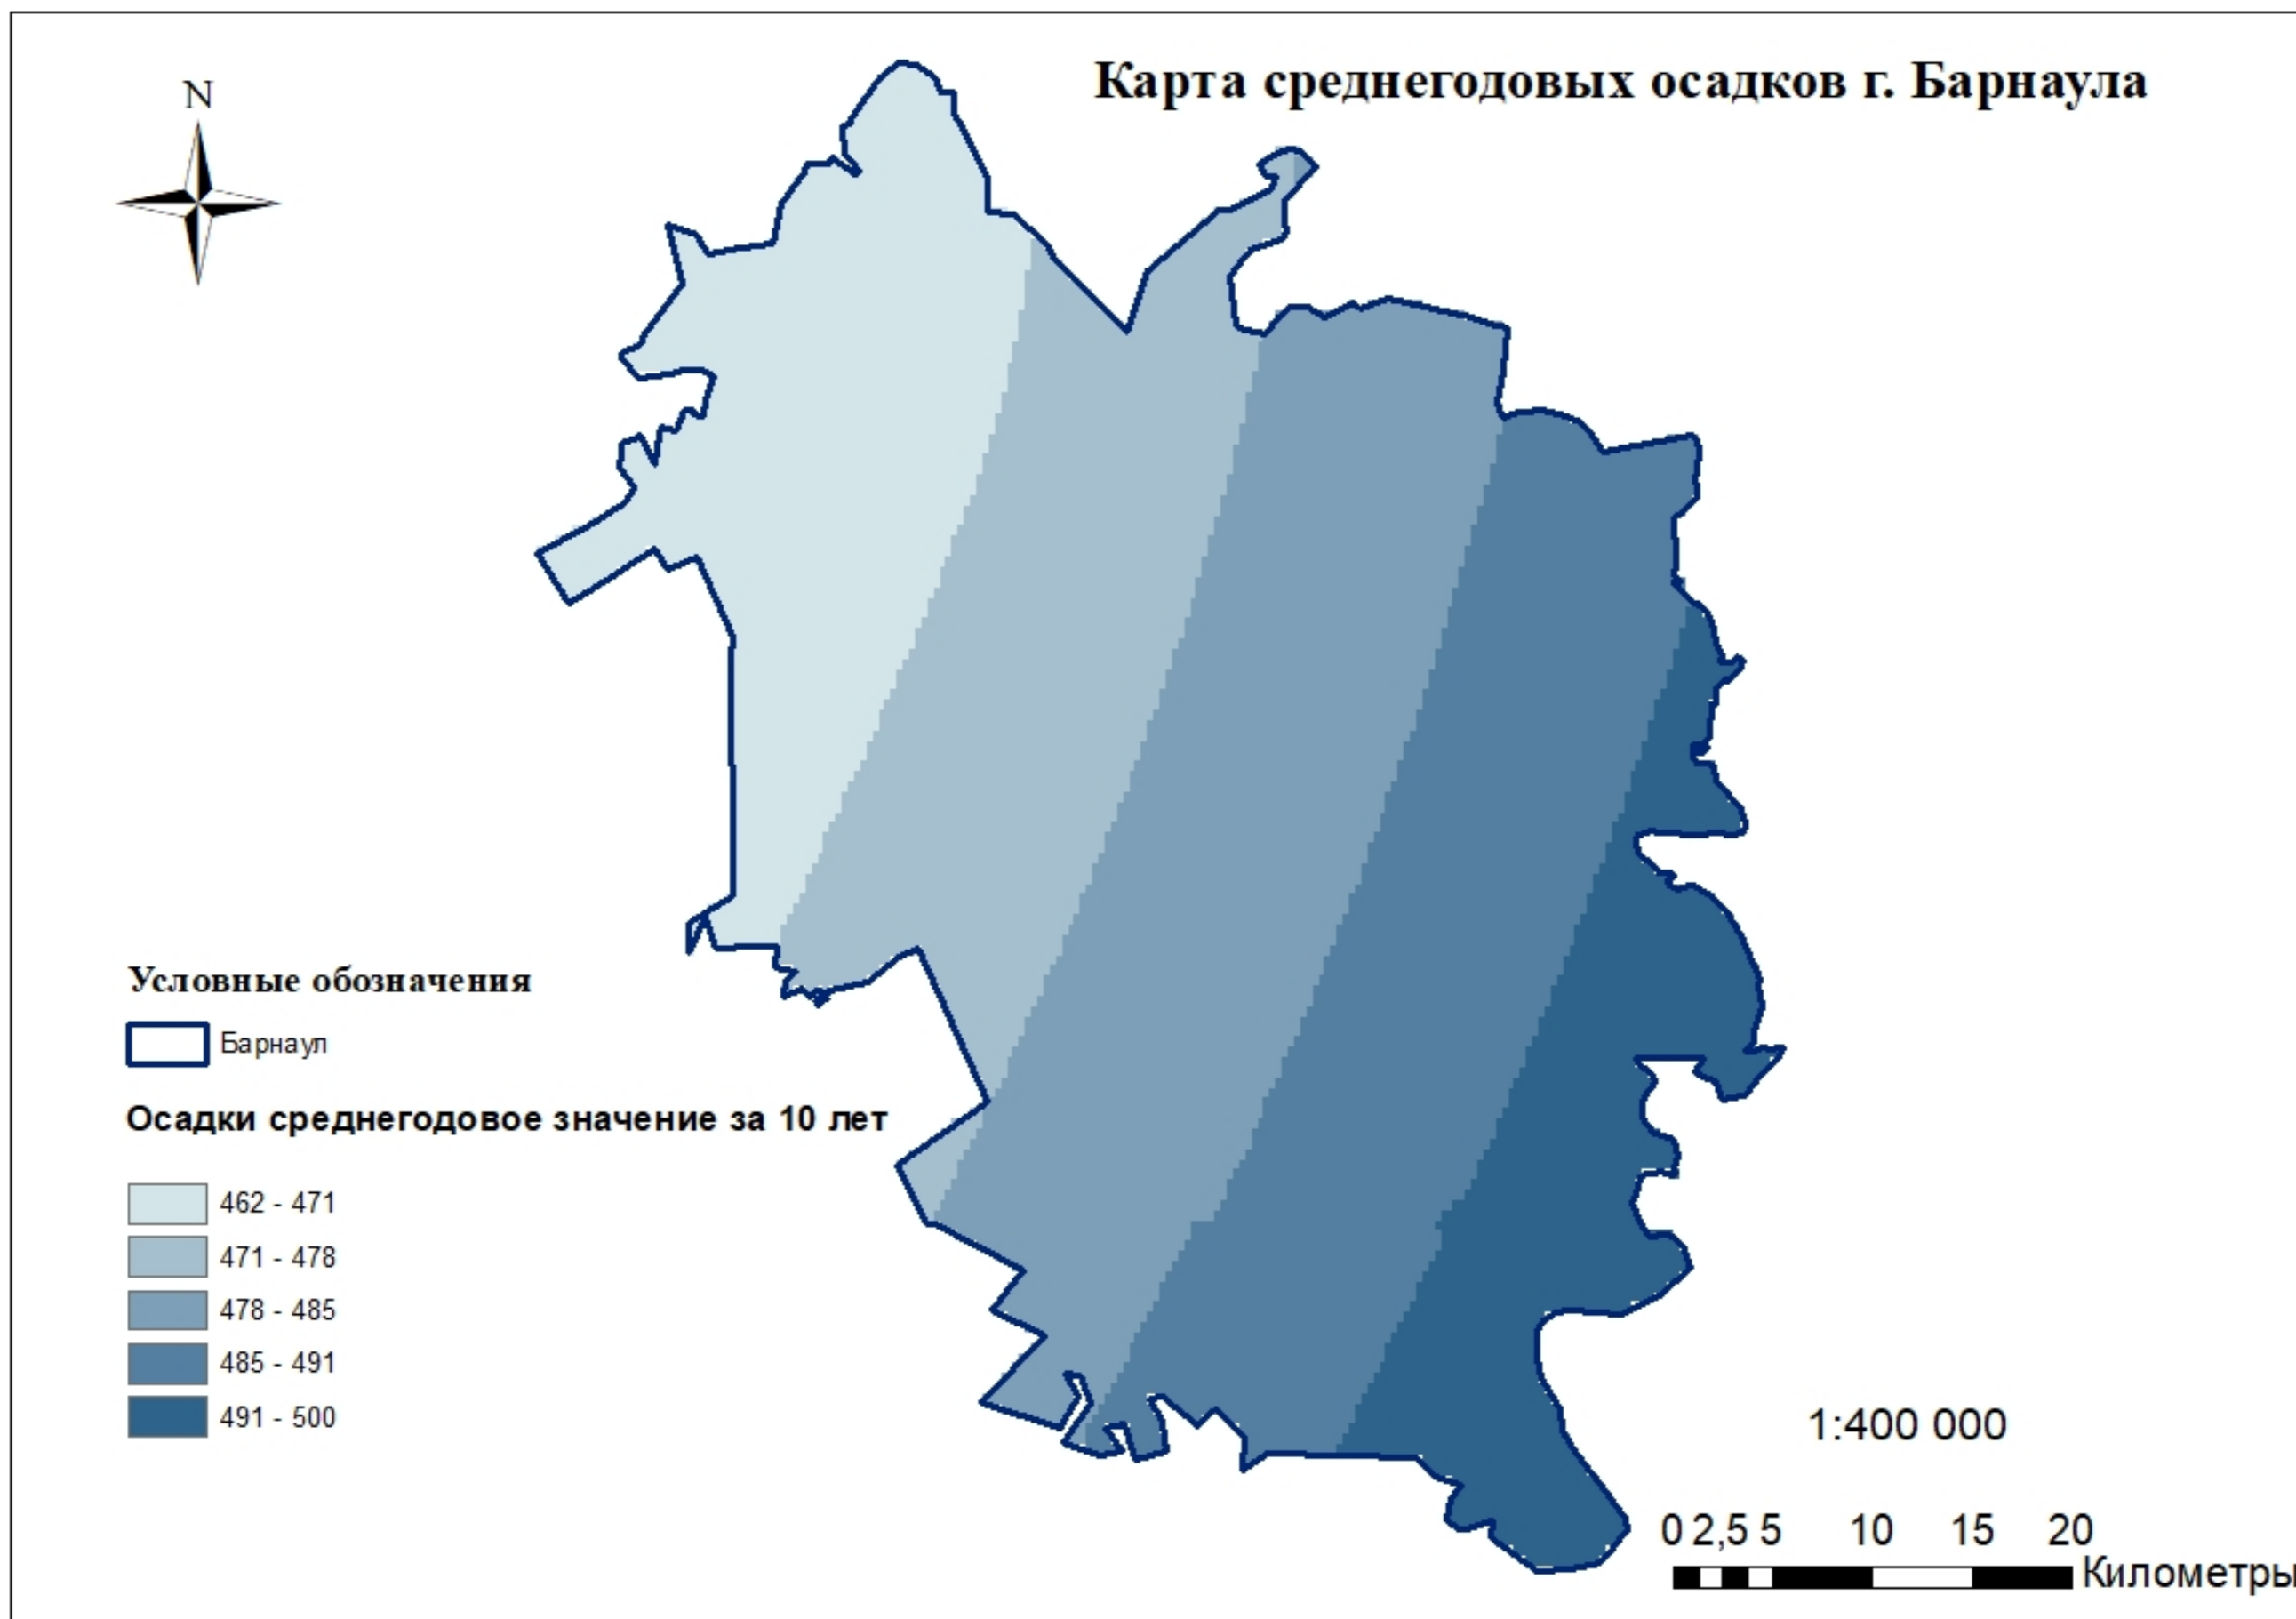 Карта среднегодовых осадков г. Барнаула
N
Условные обозначения
Барнаул
Осадки среднегодовое значение за 10 лет
462 - 471
471 - 478
478 - 485
485 - 491
491 - 500
1:400 000
0 2,5 5 10 15 20
Километры